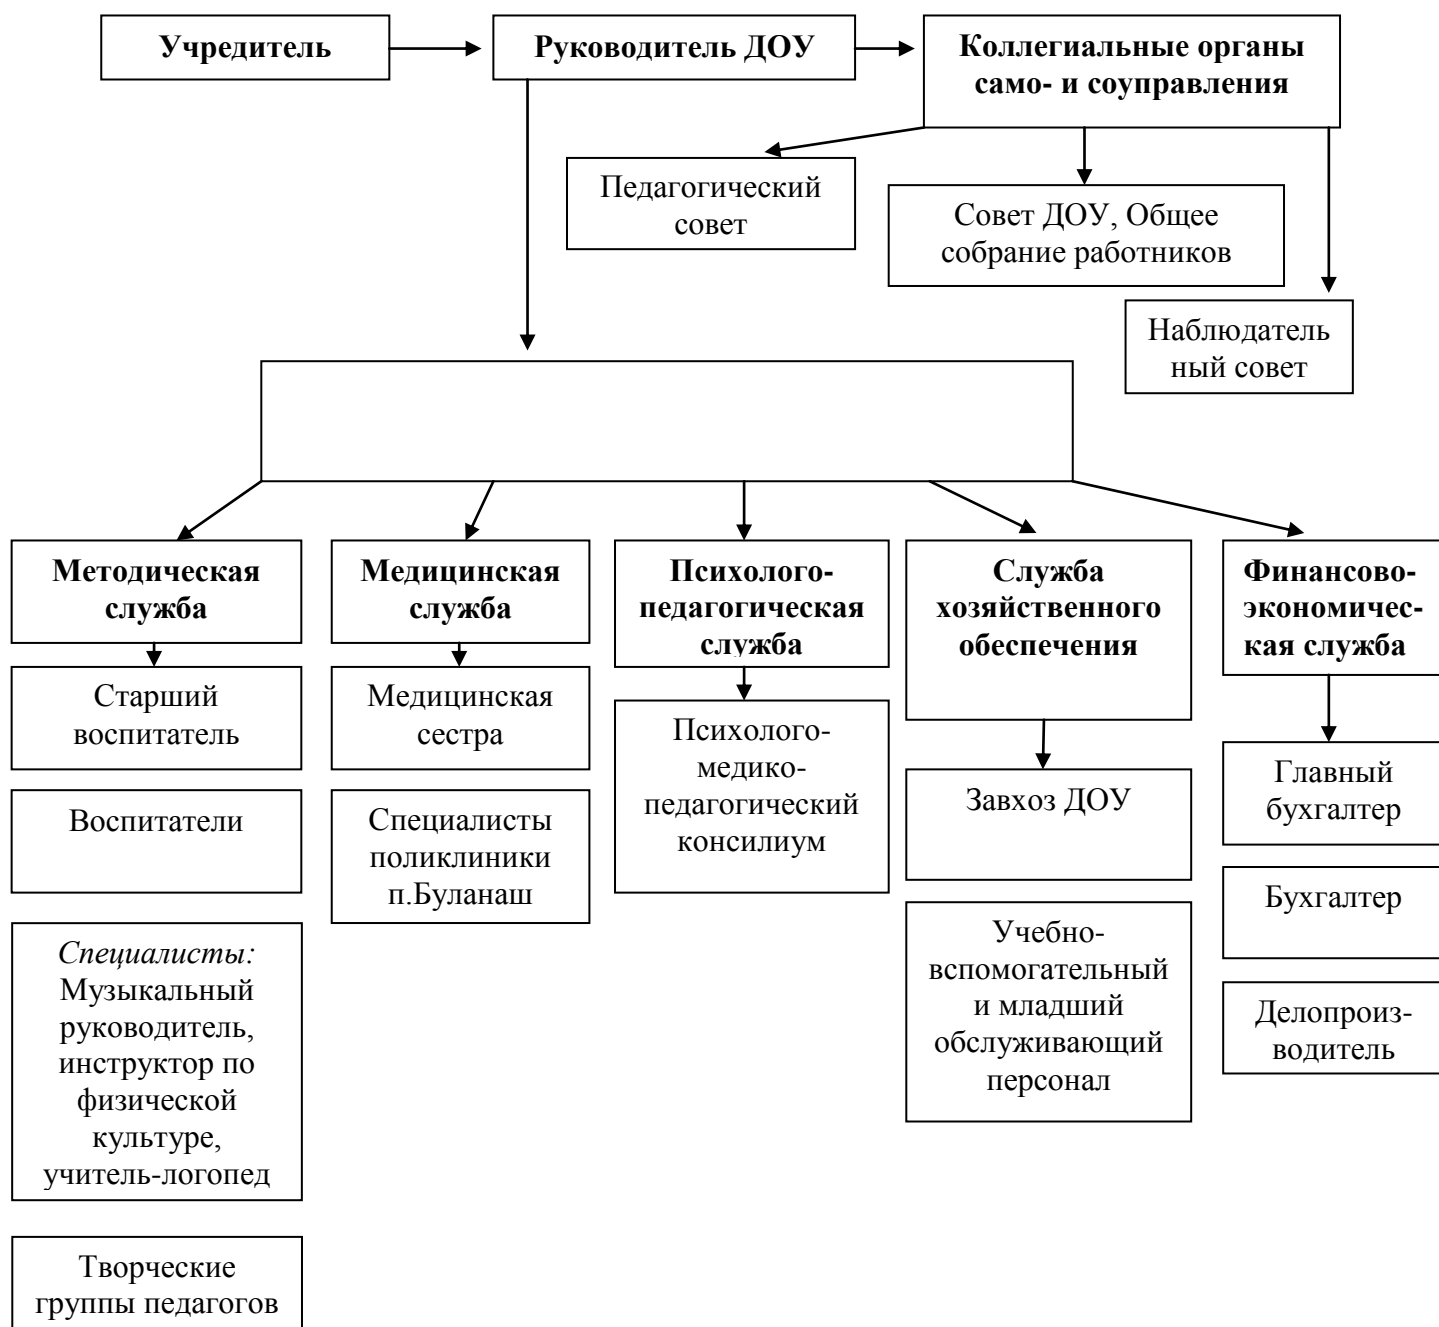 Учредитель
Руководитель ДОУ
Коллегиальные органы
само- и соуправления
Педагогический
совет
Совет ДОУ, Общее
собрание работников
Наблюдатель
ный совет
Методическая
служба
Медицинская
служба
Психолого-
педагогическая
служба
Служба
хозяйственного
обеспечения
Финансово-
экономичес-
кая служба
Старший
воспитатель
Воспитатели
Специалисты:
Музыкальный
руководитель,
инструктор по
физической
культуре,
учитель-логопед
Творческие
группы педагогов
Медицинская
сестра
Специалисты
поликлиники
п.Буланаш
Психолого-
медико-
педагогический
консилиум
Завхоз ДОУ
Учебно-
вспомогательный
и младший
обслуживающий
персонал
Главный
бухгалтер
Бухгалтер
Делопроиз-
водитель